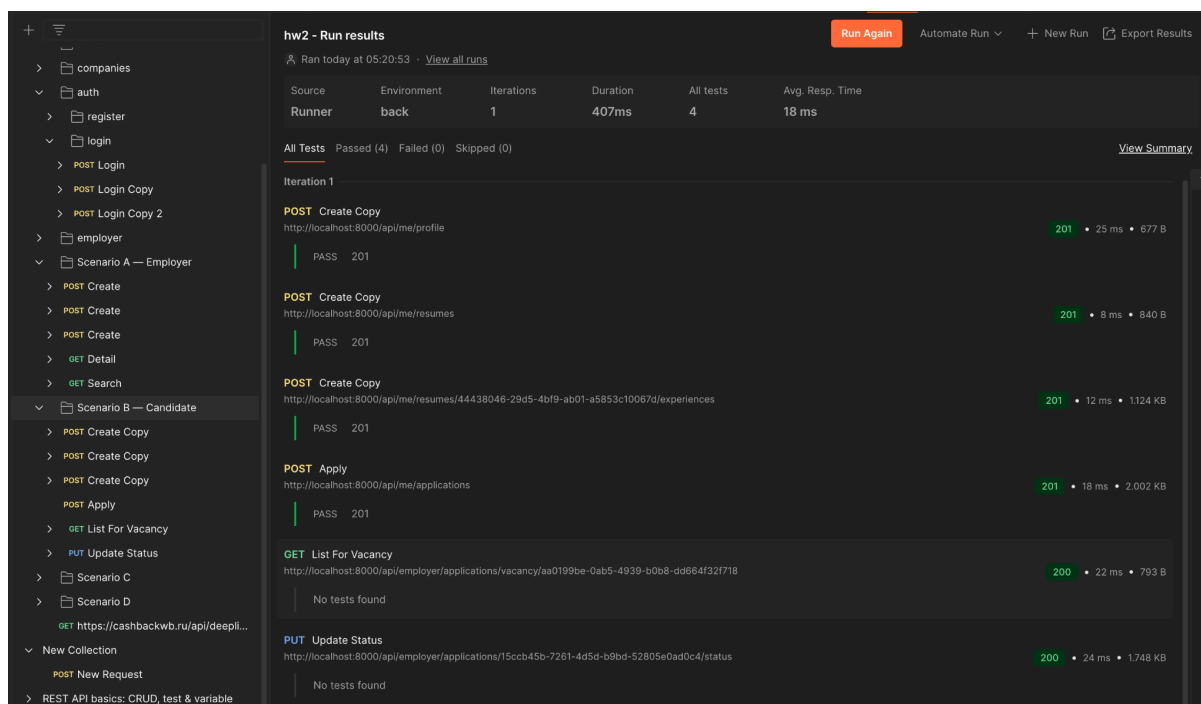 companies
auth
register
login
POST Login
POST Login Copy
POST Login Copy 2
employer
Scenario A — Employer
POST Create
POST Create
POST Create
GET Detail
GET Search
Scenario B — Candidate
POST Create Copy
POST Create Copy
POST Create Copy
POST Apply
GET List For Vacancy
PUT Update Status
Scenario C
Scenario D
GET https://cashbackwb.ru/api/deepli...
New Collection
POST New Request
REST API basics: CRUD, test & variable
hw2 - Run results
Run Again
Automate Run
New Run
Export Results
Ran today at 05:20:53 · View all runs
Source Environment Iterations Duration All tests Avg. Resp. Time
Runner back 1 407ms 4 18 ms
All Tests Passed (4) Failed (0) Skipped (0) View Summary
Iteration 1
POST Create Copy
http://localhost:8000/api/me/profile
201 • 25 ms • 677 B
PASS 201
POST Create Copy
http://localhost:8000/api/me/resumes
201 • 8 ms • 840 B
PASS 201
POST Create Copy
http://localhost:8000/api/me/resumes/44438046-29d5-4bf9-ab01-a5853c10067d/experiences
201 • 12 ms • 1.124 KB
PASS 201
POST Apply
http://localhost:8000/api/me/applications
201 • 18 ms • 2.002 KB
PASS 201
GET List For Vacancy
http://localhost:8000/api/employer/applications/vacancy/aa0199be-0ab5-4939-b0b8-dd664f32f718
200 • 22 ms • 793 B
No tests found
PUT Update Status
http://localhost:8000/api/employer/applications/15ccb45b-7261-4d5d-b9bd-52805e0ad0c4/status
200 • 24 ms • 1.748 KB
No tests found